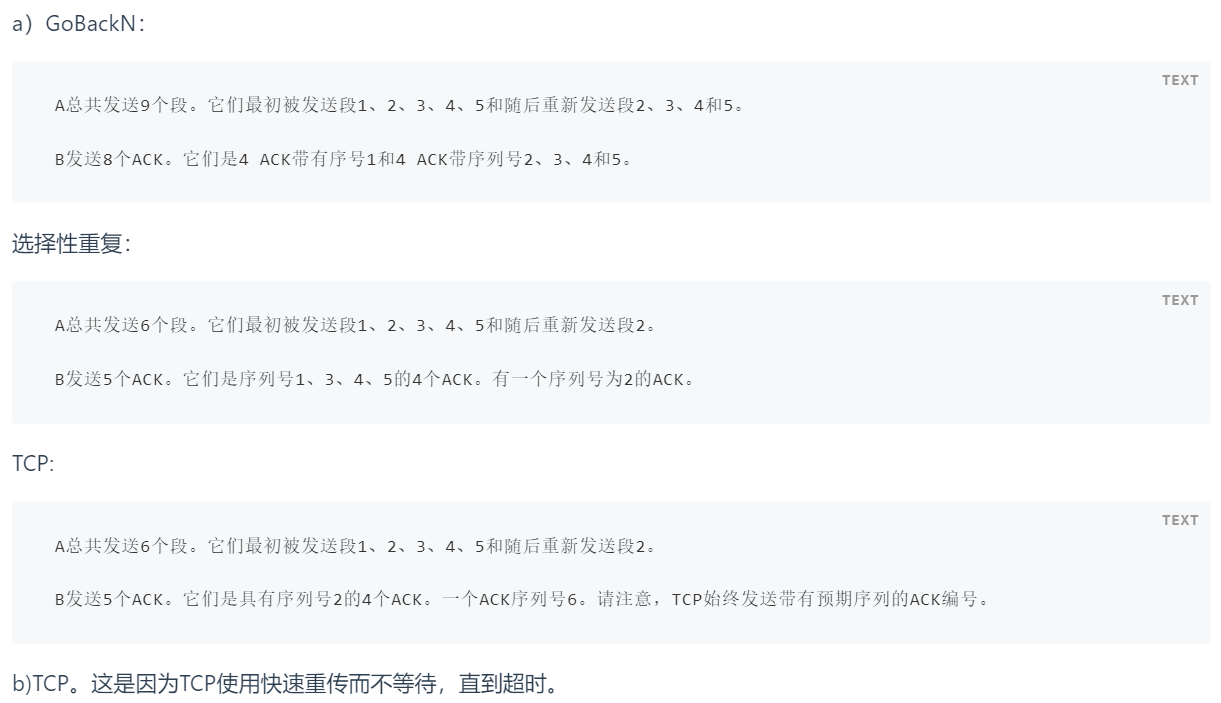 a）GoBackN：
TEXT
A总共发送9个段。它们最初被发送段1、2、3、4、5和随后重新发送段2、3、4和5。
B发送8个ACK。它们是4 ACK带有序号1和4 ACK带序列号2、3、4和5。
选择性重复：
TEXT
A总共发送6个段。它们最初被发送段1、2、3、4、5和随后重新发送段2。
B发送5个ACK。它们是序列号1、3、4、5的4个ACK。有一个序列号为2的ACK。
TCP:
TEXT
A总共发送6个段。它们最初被发送段1、2、3、4、5和随后重新发送段2。
B发送5个ACK。它们是具有序列号2的4个ACK。一个ACK序列号6。请注意，TCP始终发送带有预期序列的ACK编号。
b)TCP。这是因为TCP使用快速重传而不等待，直到超时。